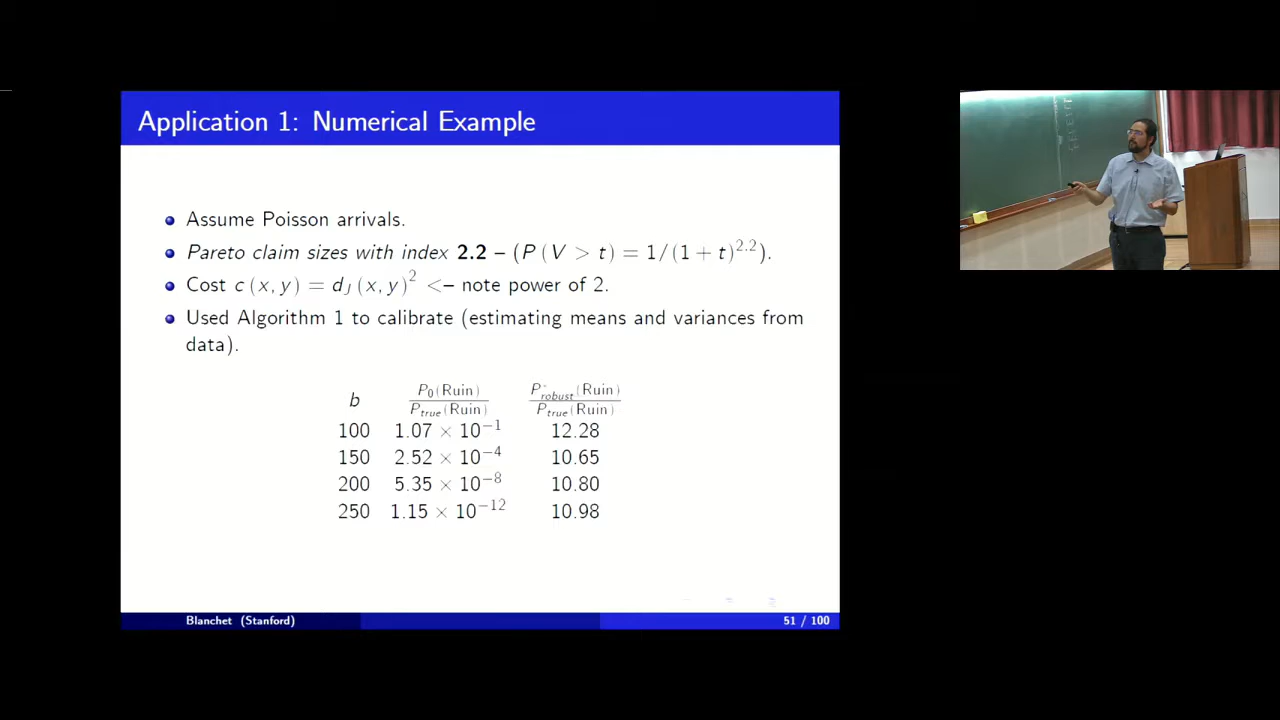 Application 1: Numerical Example
Assume Poisson arrivals.
Pareto claim sizes with index 2.2 – (P (V > t) = 1/(1 + t)^2.2).
Cost c (x, y) = d_J (x, y)^2 <– note power of 2.
Used Algorithm 1 to calibrate (estimating means and variances from
data).
b P_0(Ruin)/P_true(Ruin) P*_robust(Ruin)/P_true(Ruin)
100 1.07 × 10^−1 12.28
150 2.52 × 10^−4 10.65
200 5.35 × 10^−8 10.80
250 1.15 × 10^−12 10.98
Blanchet (Stanford) 51 / 100